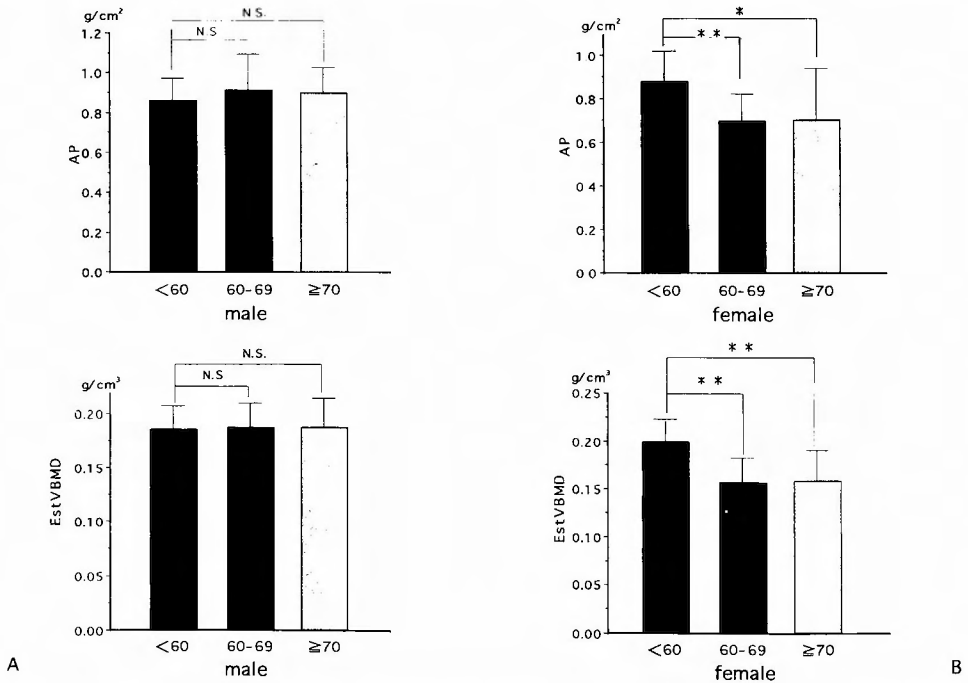 g/cm²
N.S.
N.S
1.2
1.0
0.8
0.6
0.4
0.2
0.0
AP
<60 60-69 ≧70
male
g/cm²
*
* *
1.0
0.8
0.6
0.4
0.2
0.0
AP
<60 60-69 ≧70
female
g/cm³
N.S.
N.S
0.20
0.15
0.10
0.05
0.00
EstVBMD
<60 60-69 ≧70
male
A
g/cm³
* *
* *
0.25
0.20
0.15
0.10
0.05
0.00
EstVBMD
<60 60-69 ≧70
female
B